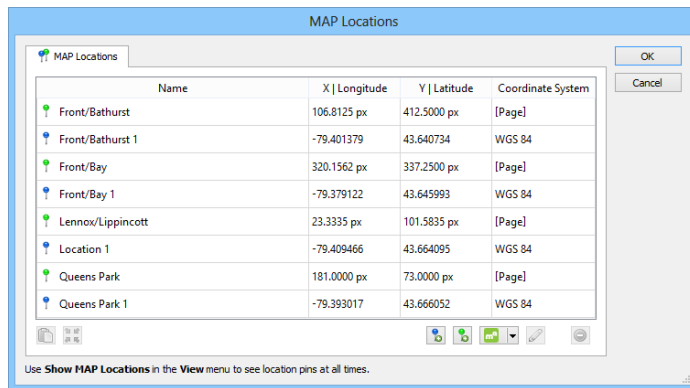 MAP Locations
MAP Locations
OK
Cancel
Name X | Longitude Y | Latitude Coordinate System
Front/Bathurst 106.8125 px 412.5000 px [Page]
Front/Bathurst 1 -79.401379 43.640734 WGS 84
Front/Bay 320.1562 px 337.2500 px [Page]
Front/Bay 1 -79.379122 43.645993 WGS 84
Lennox/Lippincott 23.3335 px 101.5835 px [Page]
Location 1 -79.409466 43.664095 WGS 84
Queens Park 181.0000 px 73.0000 px [Page]
Queens Park 1 -79.393017 43.666052 WGS 84
Use Show MAP Locations in the View menu to see location pins at all times.